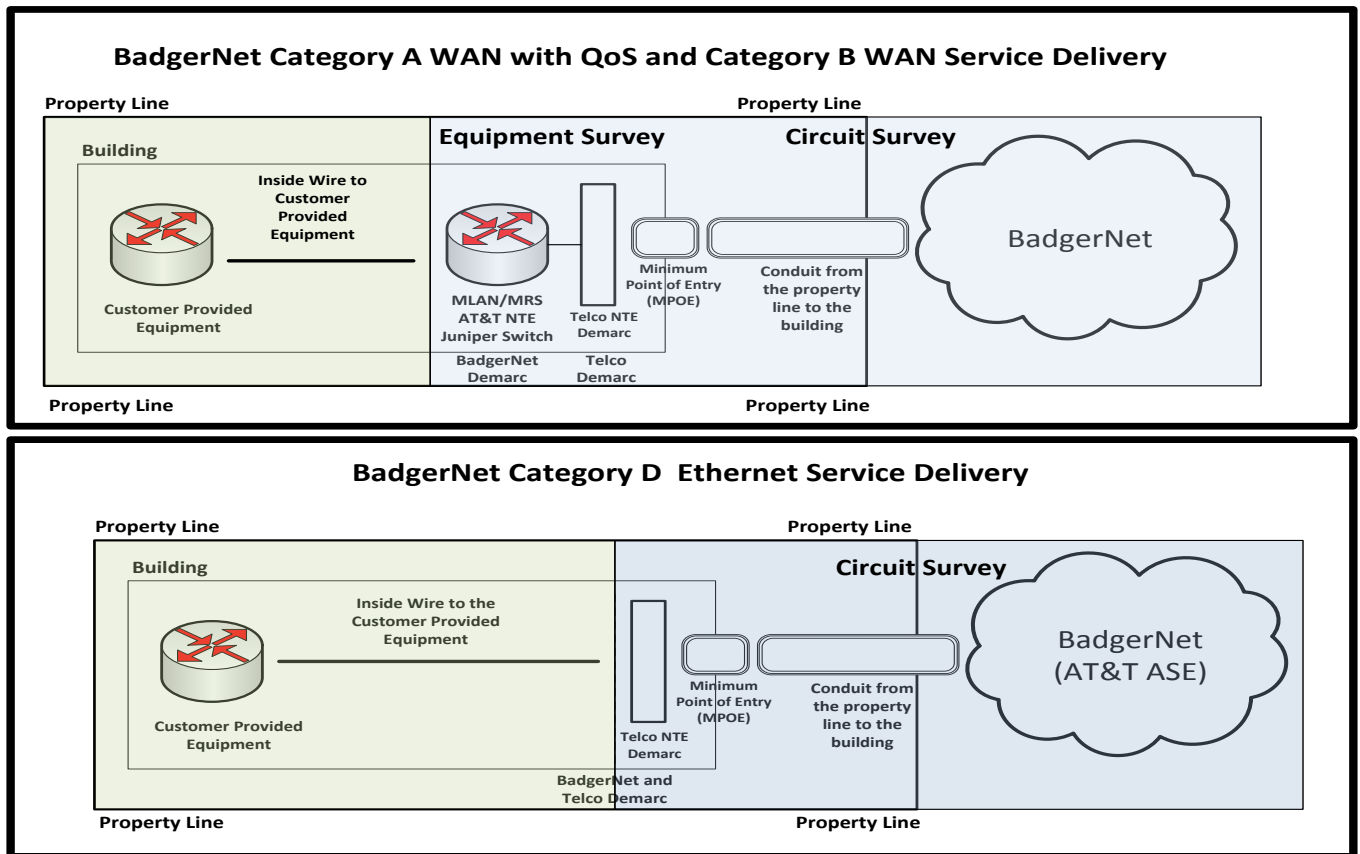 BadgerNet Category A WAN with QoS and Category B WAN Service Delivery
Property Line
Property Line
Equipment Survey
Circuit Survey
Building
Inside Wire to
Customer
Provided
Equipment
Customer Provided
Equipment
MLAN/MRS
AT&T NTE
Juniper Switch
BadgerNet
Demarc
Telco NTE
Demarc
Telco
Demarc
Minimum
Point of Entry
(MPOE)
Conduit from
the property
line to the
building
BadgerNet
Property Line
Property Line
BadgerNet Category D Ethernet Service Delivery
Property Line
Property Line
Circuit Survey
Building
Inside Wire to the
Customer Provided
Equipment
Customer Provided
Equipment
Telco NTE
Demarc
BadgerNet and
Telco Demarc
Minimum
Point of Entry
(MPOE)
Conduit from
the property
line to the
building
BadgerNet
(AT&T ASE)
Property Line
Property Line